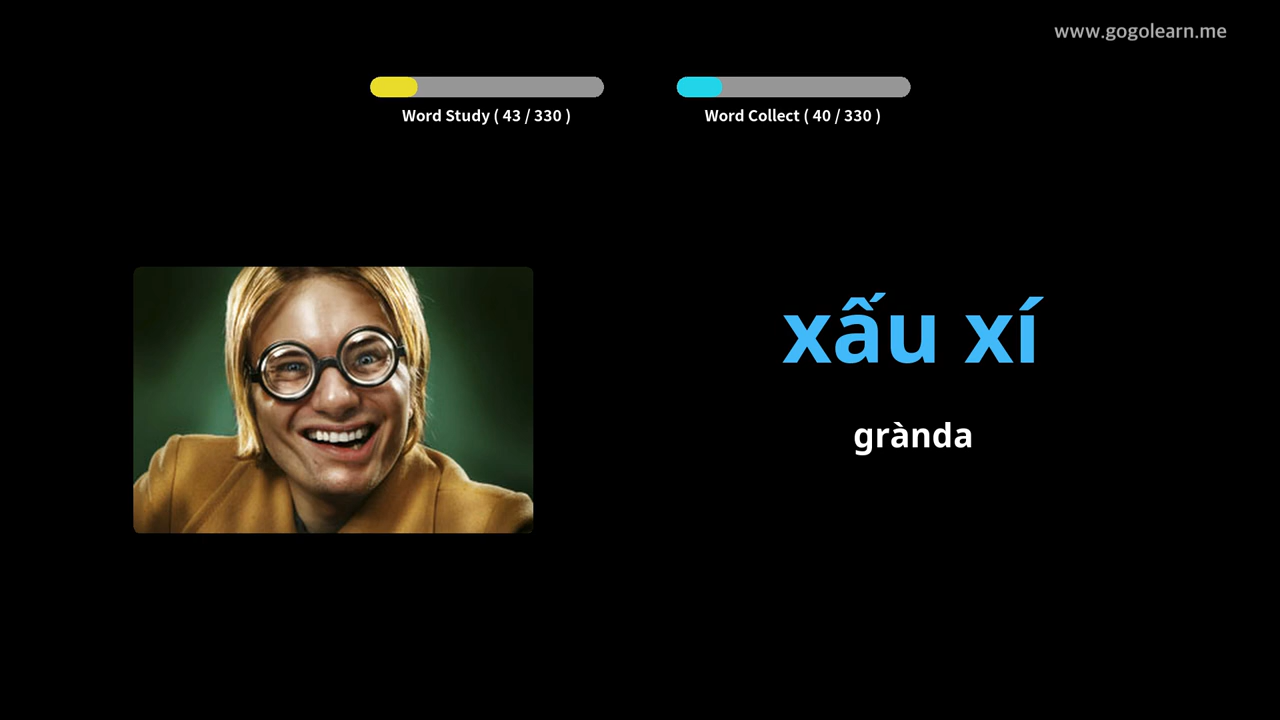 www.gogolearn.me
Word Study ( 43 / 330 )
Word Collect ( 40 / 330 )
xấu xí
grànda